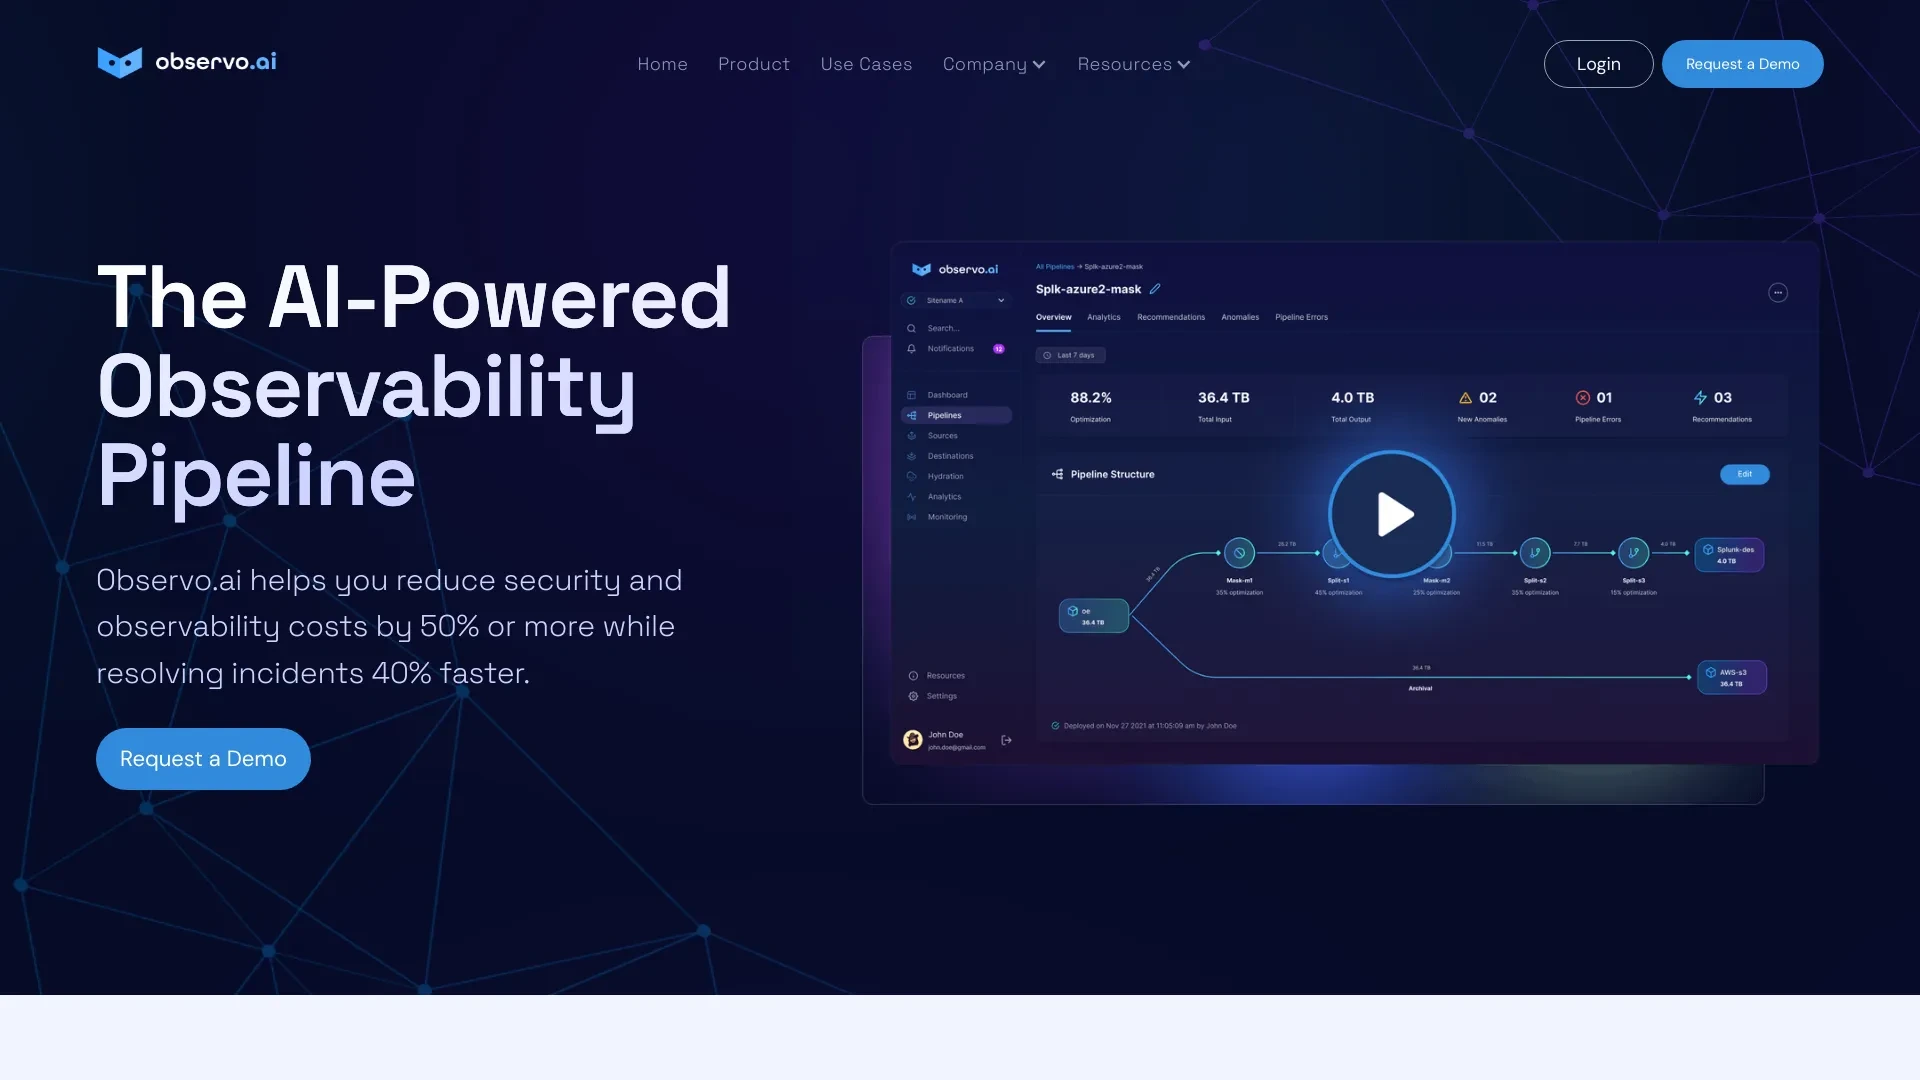 observo.ai
Home
Product
Use Cases
Company
Resources
Login
Request a Demo
The AI-Powered
Observability
Pipeline
Observo.ai helps you reduce security and
observability costs by 50% or more while
resolving incidents 40% faster.
Request a Demo
observo.ai
Sitename A
Search...
Notifications
13
Dashboard
Pipelines
Sources
Destinations
Hydration
Analytics
Monitoring
Resources
Settings
John Doe
john.doe@gmail.com
All Pipelines → Splk-azure2-mask
Splk-azure2-mask
Overview
Analytics
Recommendations
Anomalies
Pipeline Errors
Last 7 days
88.2%
Optimization
36.4 TB
Total Input
4.0 TB
Total Output
02
New Anomalies
01
Pipeline Errors
03
Recommendations
Pipeline Structure
Edit
oe
36.4 TB
36.4 TB
Mask-m1
35% optimization
26.2 TB
Split-s1
45% optimization
Mask-m2
25% optimization
11.5 TB
Split-s2
35% optimization
7.7 TB
Split-s3
15% optimization
4.0 TB
Splunk-des
4.0 TB
36.4 TB
Archival
AWS-s3
36.4 TB
Deployed on Nov 27 2021 at 11:05:09 am by John Doe